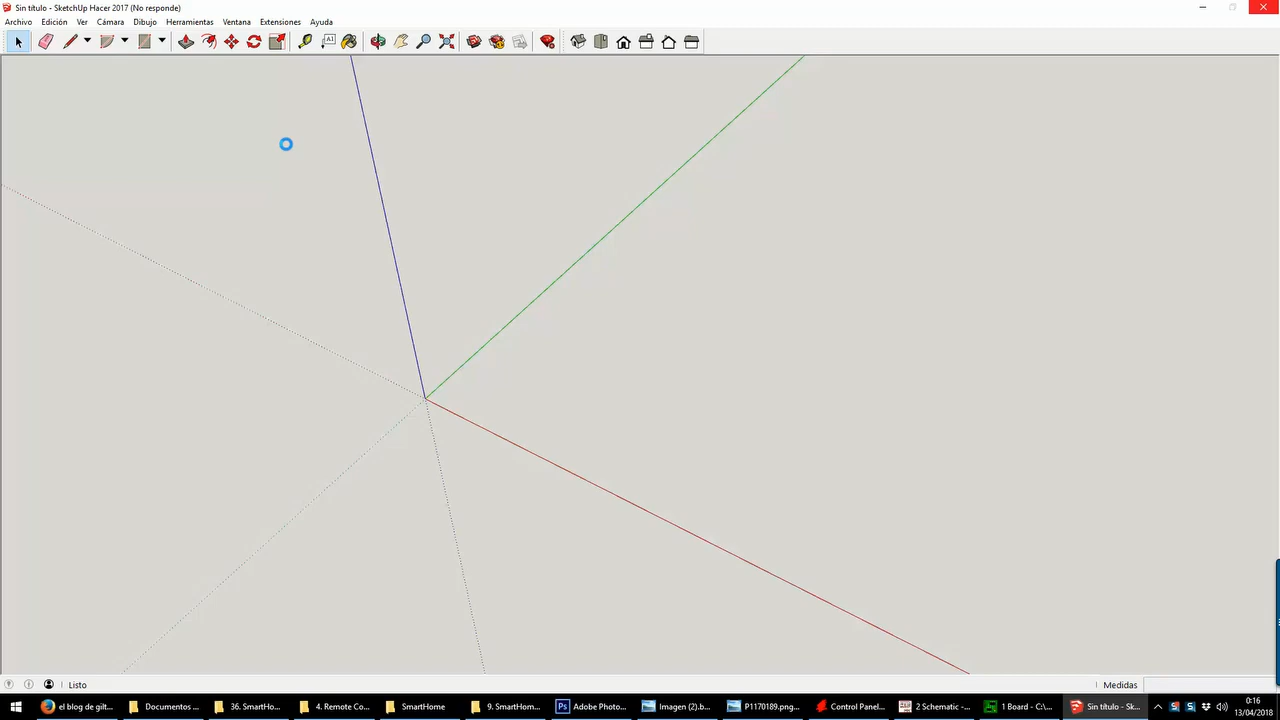 Sin título - SketchUp Hacer 2017 (No responde)
Archivo Edición Ver Cámara Dibujo Herramientas Ventana Extensiones Ayuda
A1
Listo
Medidas
el blog de gilt...
Documentos ...
36. SmartHo...
4. Remote Co...
SmartHome
9. SmartHom...
Adobe Photo...
Imagen (2).b...
P1170189.png...
Control Panel...
2 Schematic -...
1 Board - C:\...
Sin título - Sk...
0:16
13/04/2018